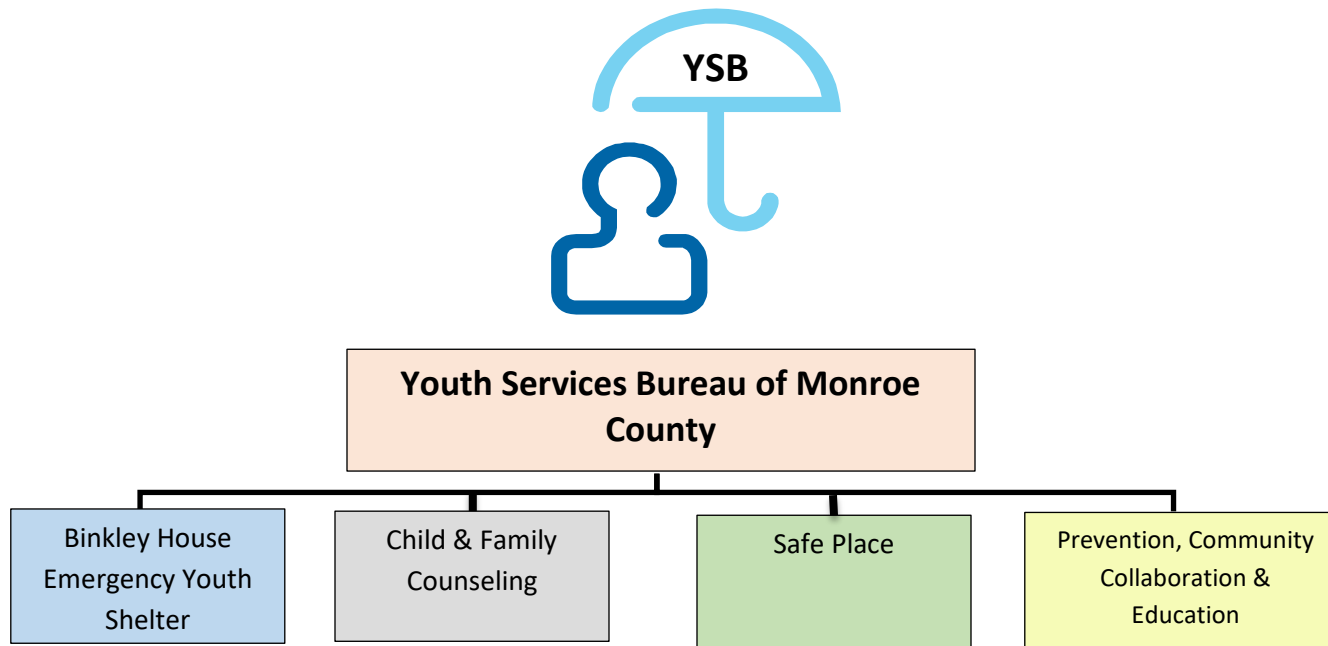 YSB
Youth Services Bureau of Monroe
County
Binkley House
Emergency Youth
Shelter
Child & Family
Counseling
Safe Place
Prevention, Community
Collaboration &
Education